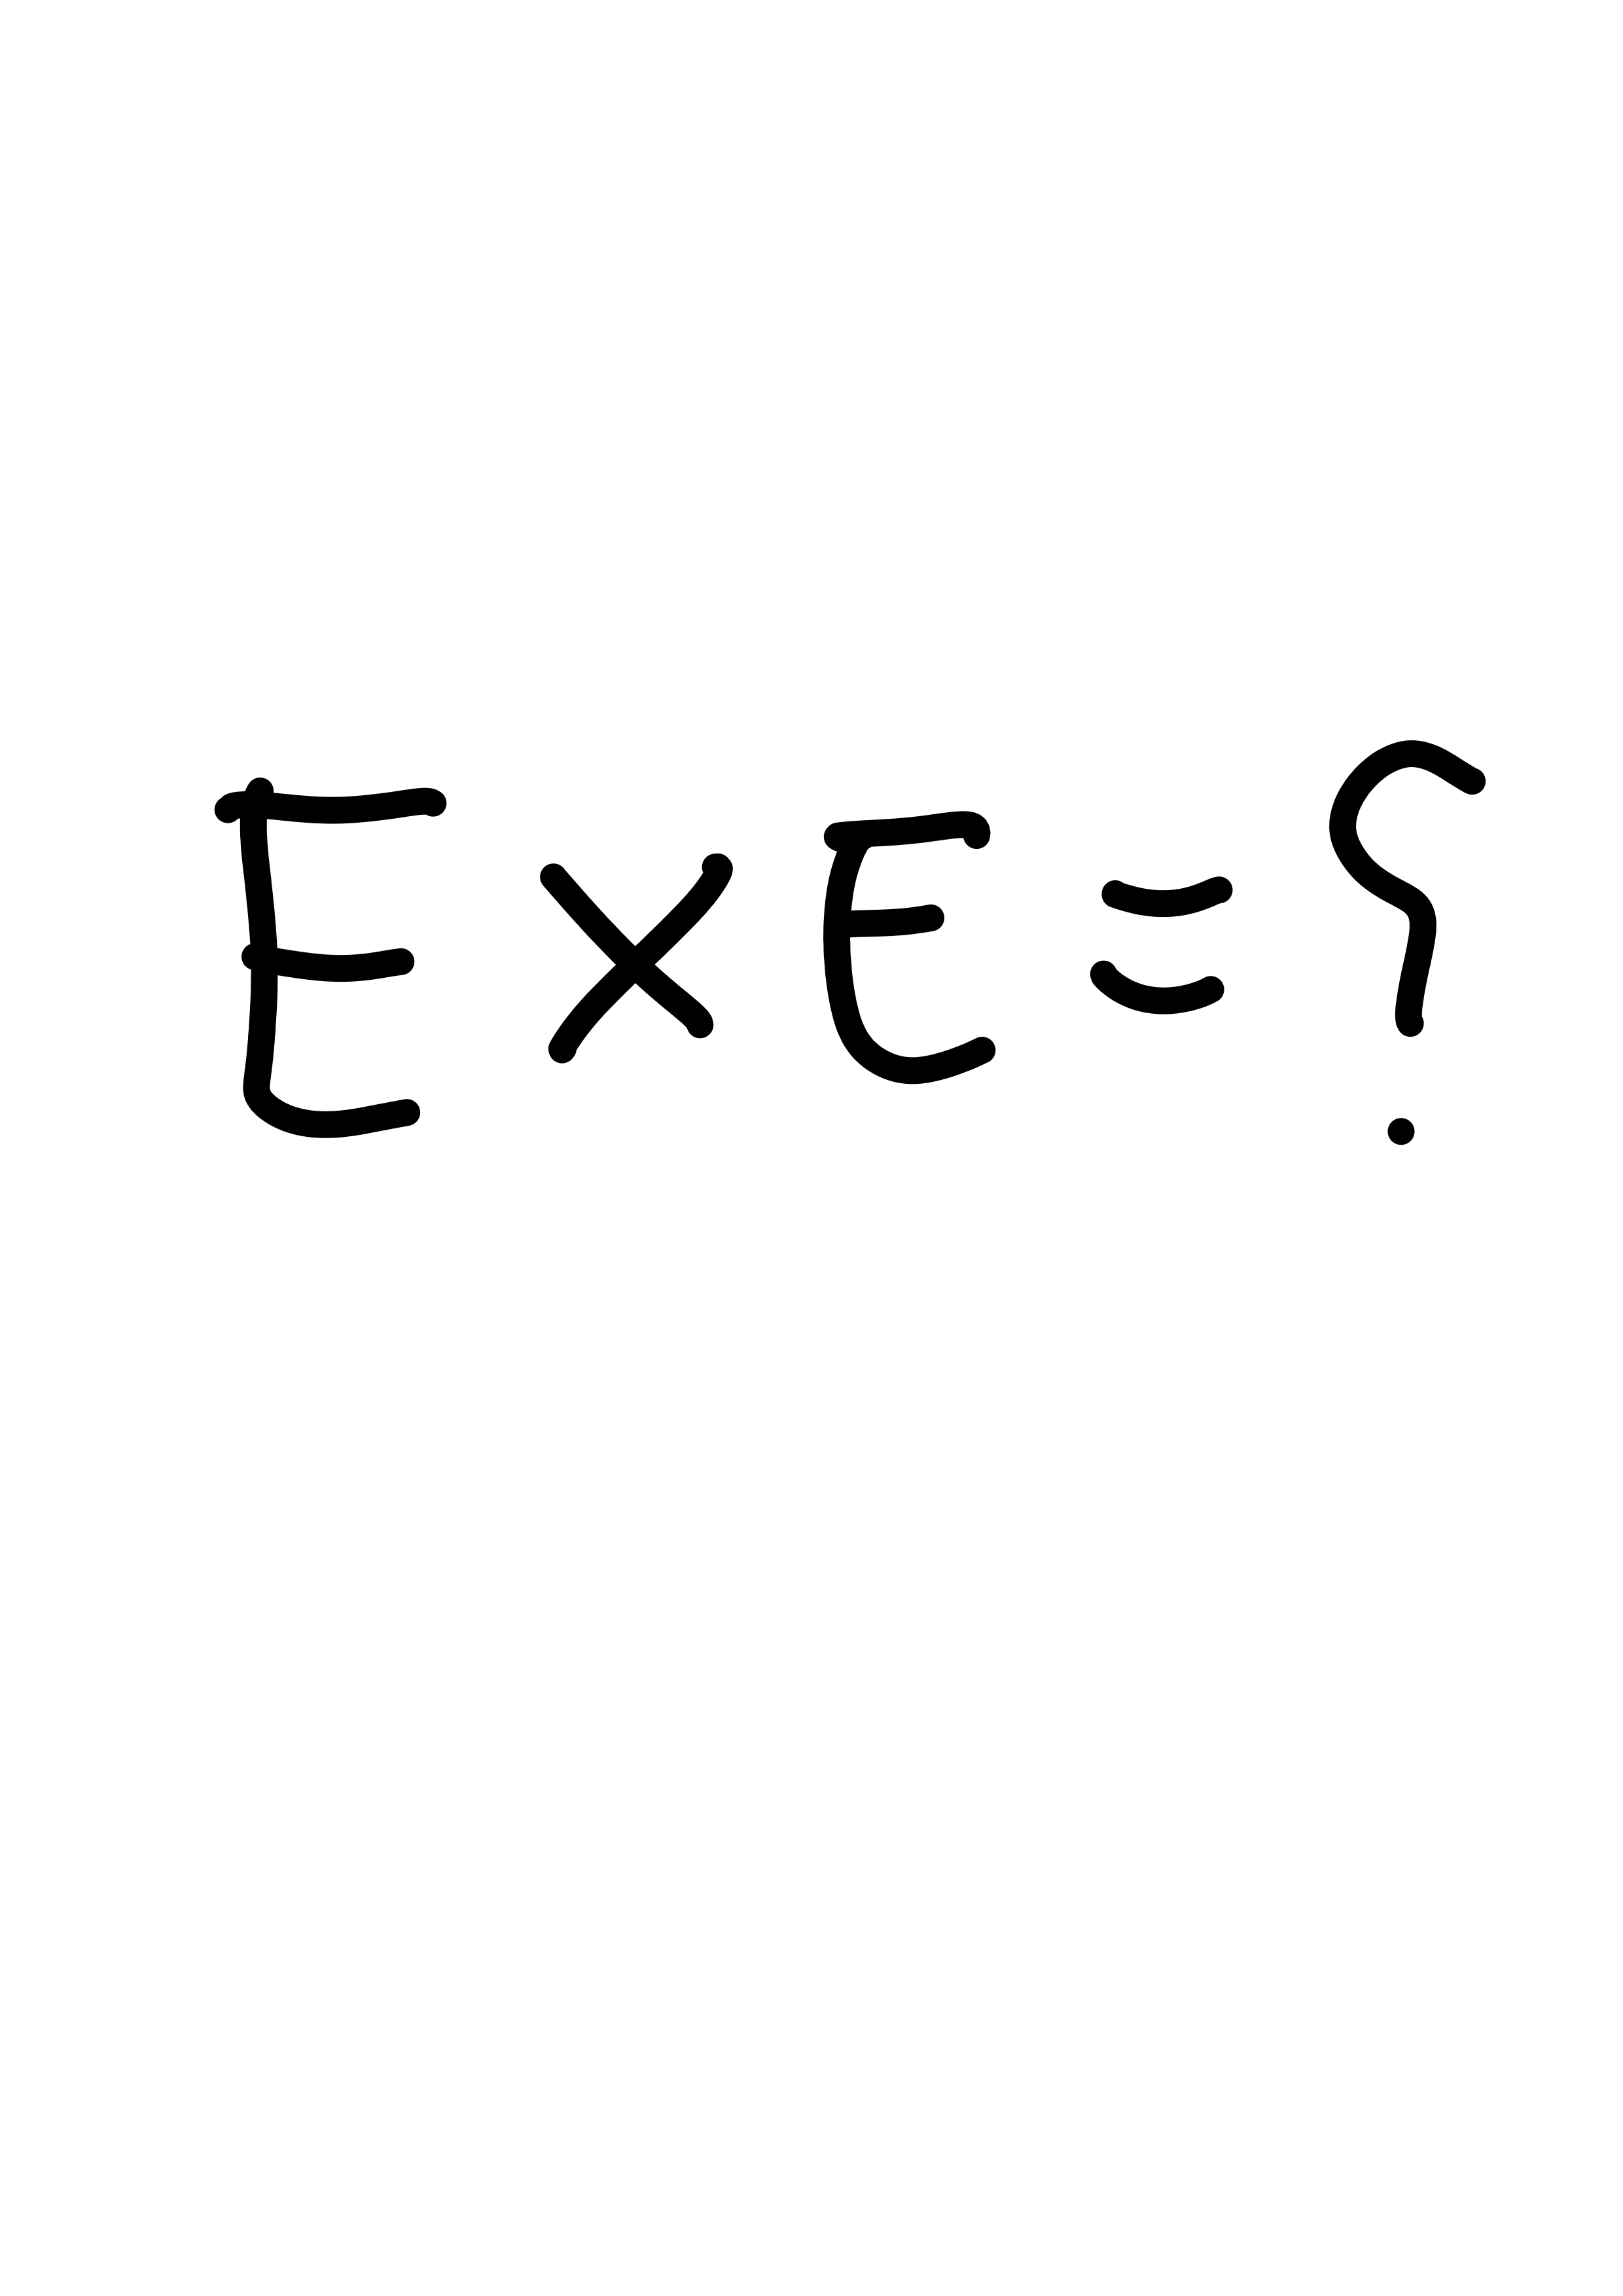 E × E = ?